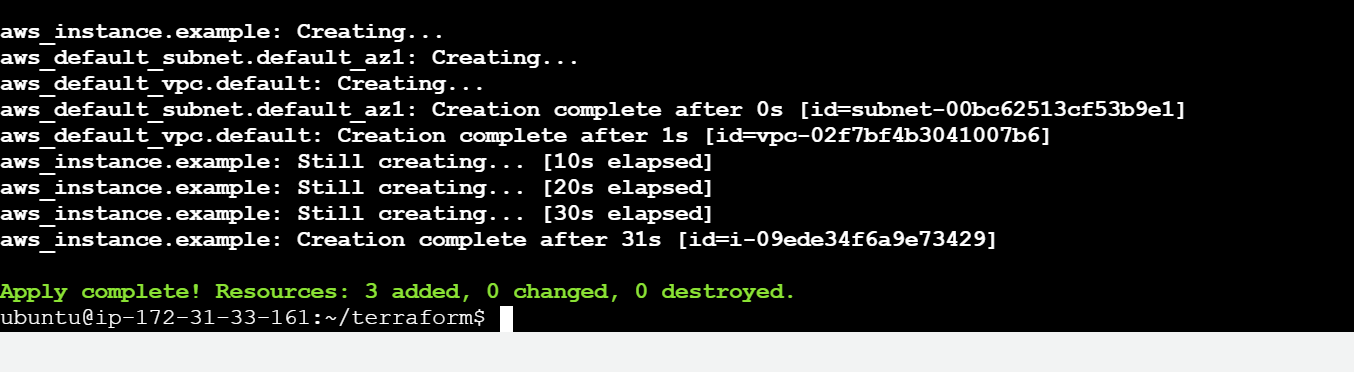 aws_instance.example: Creating...
aws_default_subnet.default_az1: Creating...
aws_default_vpc.default: Creating...
aws_default_subnet.default_az1: Creation complete after 0s [id=subnet-00bc62513cf53b9e1]
aws_default_vpc.default: Creation complete after 1s [id=vpc-02f7bf4b3041007b6]
aws_instance.example: Still creating... [10s elapsed]
aws_instance.example: Still creating... [20s elapsed]
aws_instance.example: Still creating... [30s elapsed]
aws_instance.example: Creation complete after 31s [id=i-09ede34f6a9e73429]
Apply complete! Resources: 3 added, 0 changed, 0 destroyed.
ubuntu@ip-172-31-33-161:~/terraform$